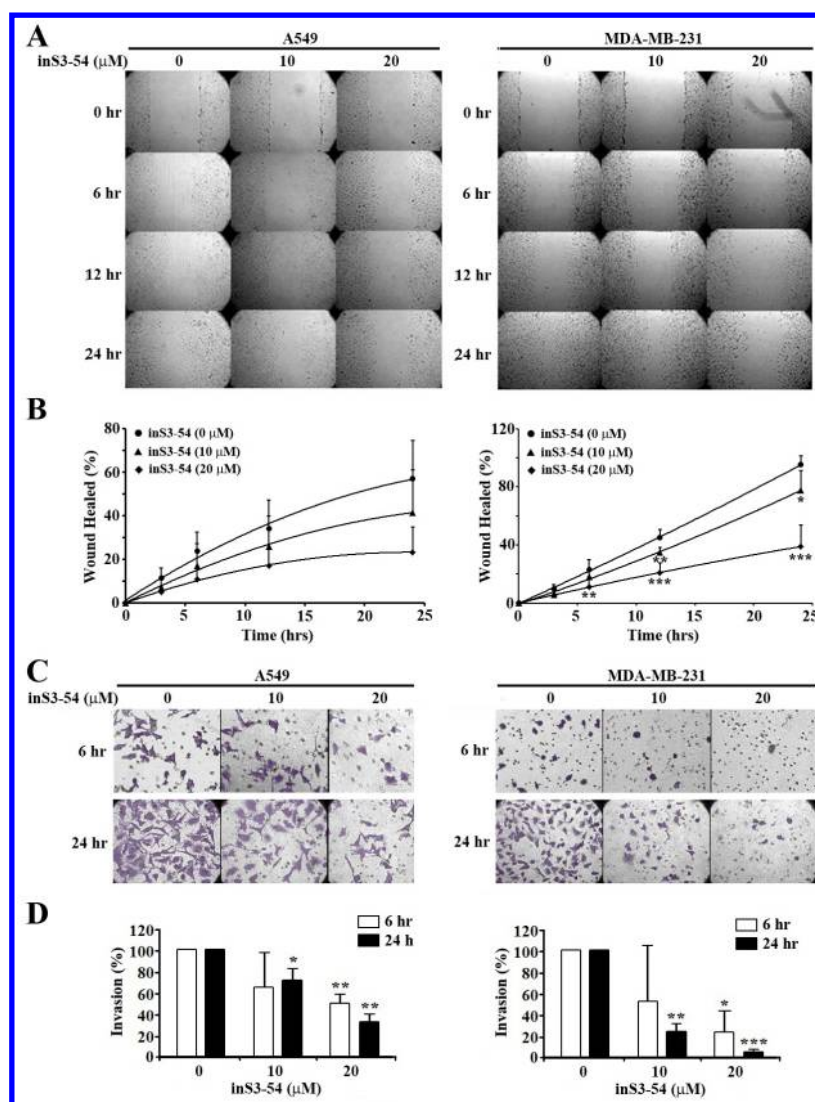 A
A549
MDA-MB-231
inS3-54 (μM) 0 10 20
inS3-54 (μM) 0 10 20
0 hr
6 hr
12 hr
24 hr
0 hr
6 hr
12 hr
24 hr
B
Wound Healed (%)
80
60
40
20
0
inS3-54 (0 μM)
inS3-54 (10 μM)
inS3-54 (20 μM)
0 5 10 15 20 25
Time (hrs)
Wound Healed (%)
120
80
40
0
inS3-54 (0 μM)
inS3-54 (10 μM)
inS3-54 (20 μM)
*
**
***
**
***
0 5 10 15 20 25
Time (hrs)
C
A549
MDA-MB-231
inS3-54 (μM) 0 10 20
inS3-54 (μM) 0 10 20
6 hr
24 hr
6 hr
24 hr
D
Invasion (%)
120
100
80
60
40
20
0
6 hr
24 h
*
**
**
0 10 20
inS3-54 (μM)
Invasion (%)
120
100
80
60
40
20
0
6 hr
24 hr
**
*
***
0 10 20
inS3-54 (μM)